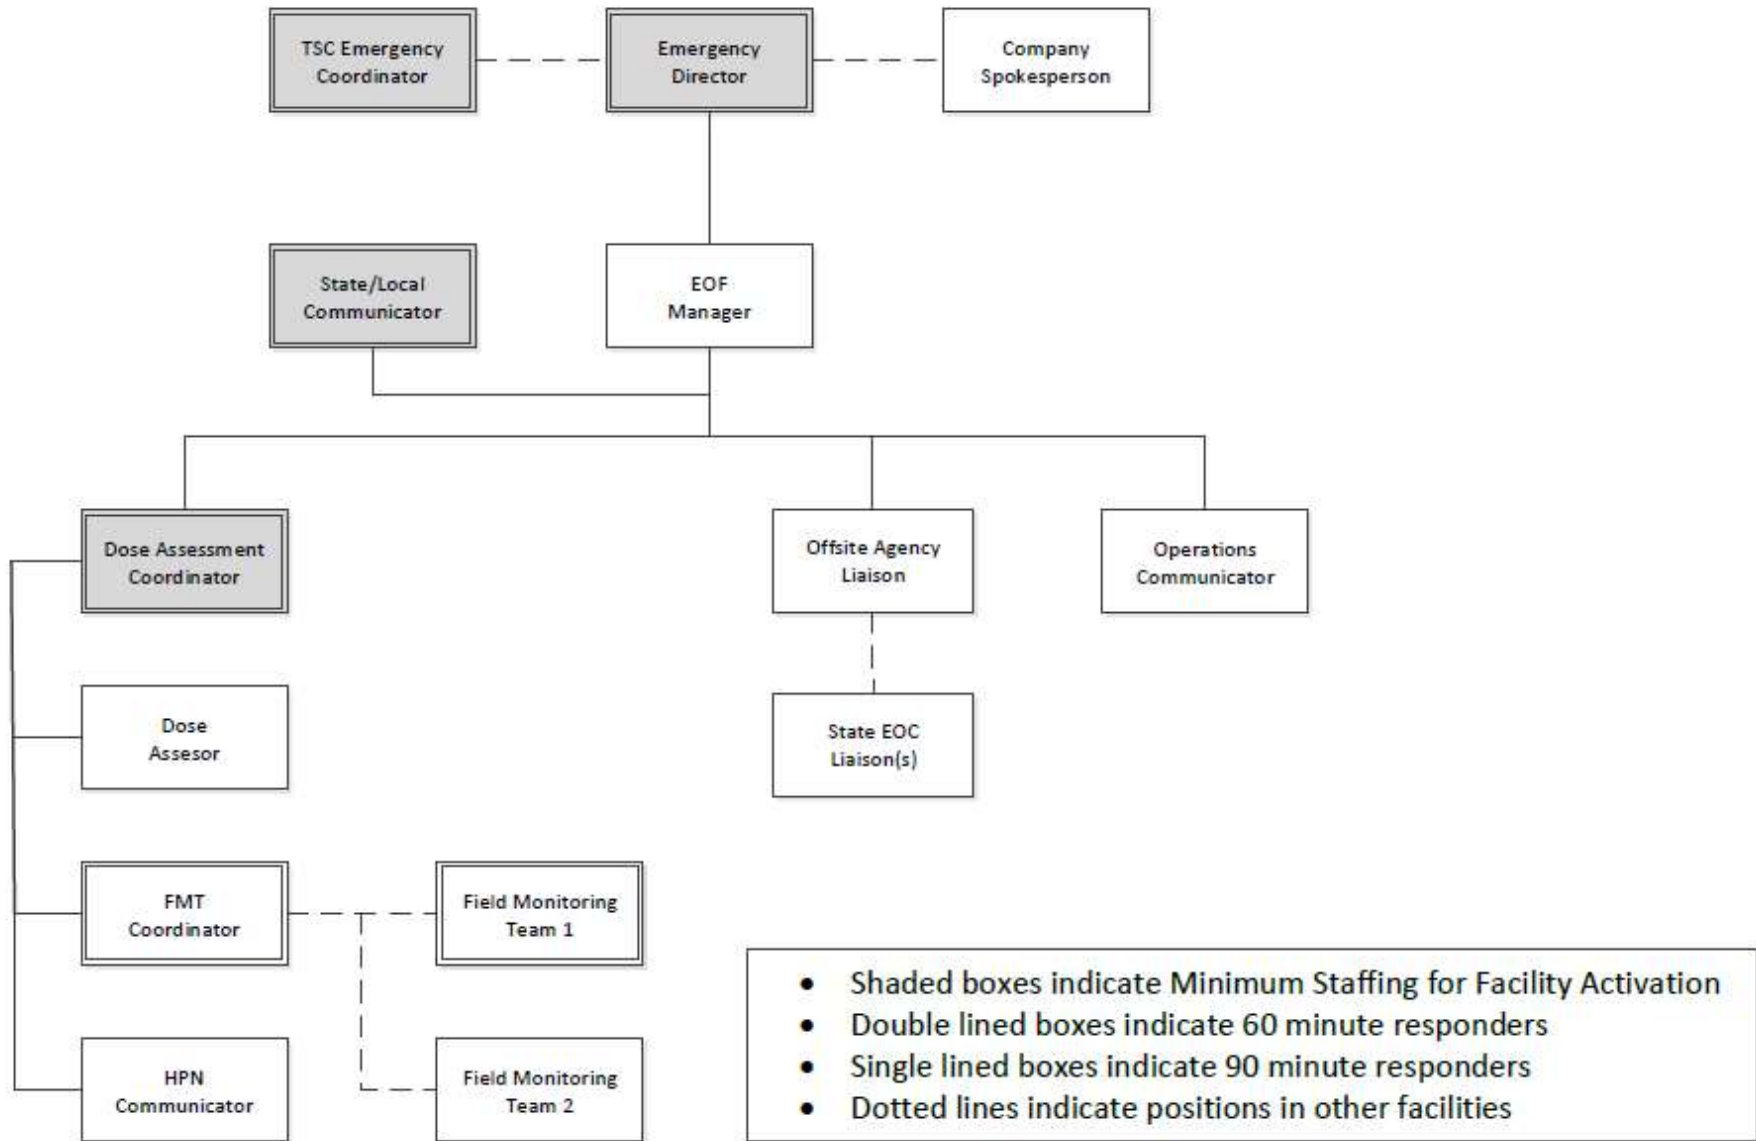 TSC Emergency
Coordinator
Emergency
Director
Company
Spokesperson
State/Local
Communicator
EOF
Manager
Dose Assessment
Coordinator
Offsite Agency
Liaison
Operations
Communicator
Dose
Assesor
State EOC
Liaison(s)
FMT
Coordinator
Field Monitoring
Team 1
HPN
Communicator
Field Monitoring
Team 2
• Shaded boxes indicate Minimum Staffing for Facility Activation
• Double lined boxes indicate 60 minute responders
• Single lined boxes indicate 90 minute responders
• Dotted lines indicate positions in other facilities